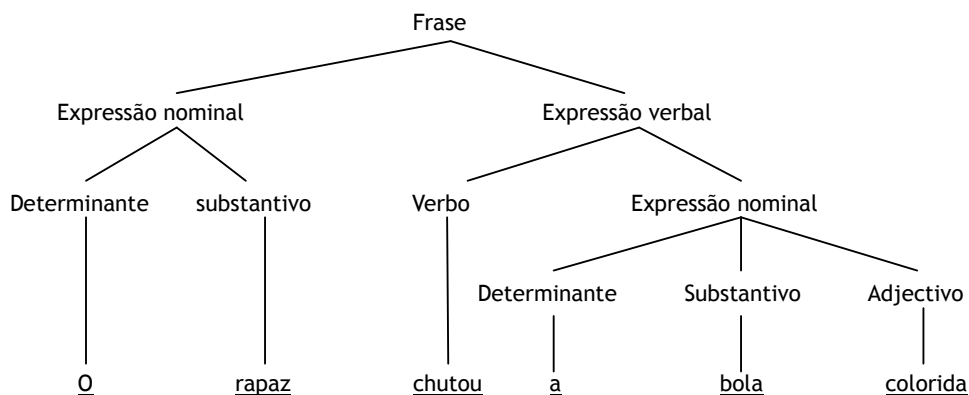 Frase
Expressão nominal Expressão verbal
Determinante substantivo Verbo Expressão nominal
Determinante Substantivo Adjectivo
O rapaz chutou a bola colorida